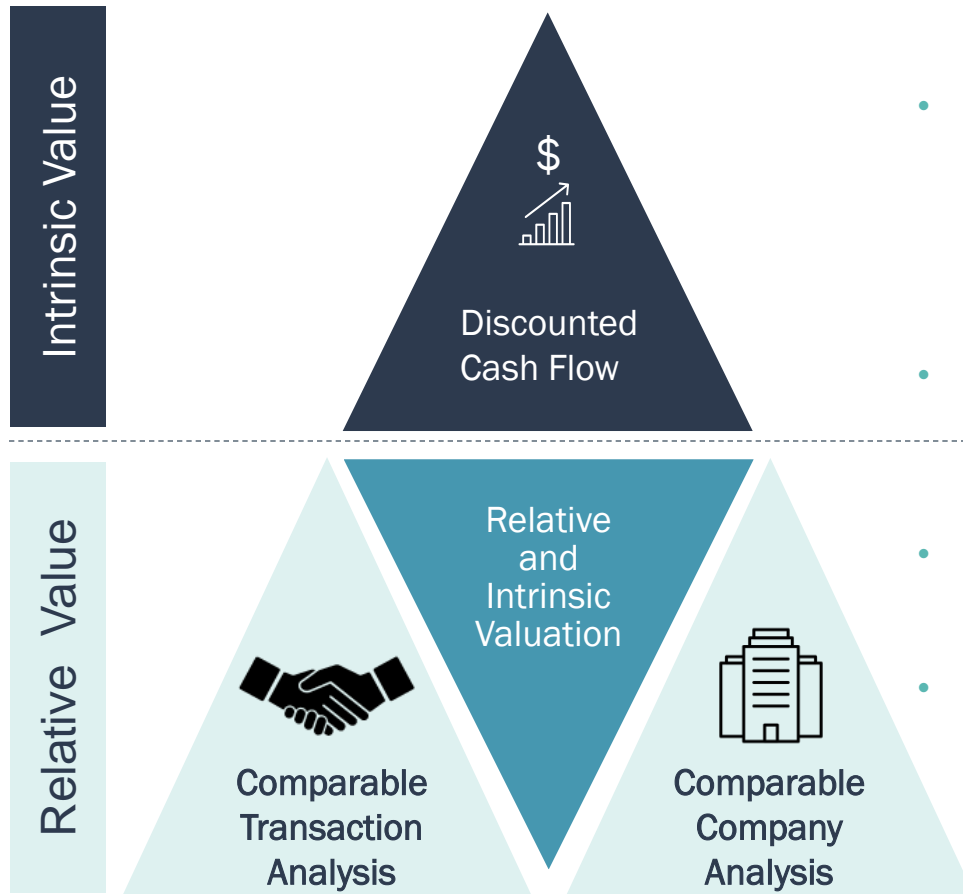 Intrinsic Value
$
Discounted
Cash Flow
Relative Value
Relative
and
Intrinsic
Valuation
Comparable
Transaction
Analysis
Comparable
Company
Analysis